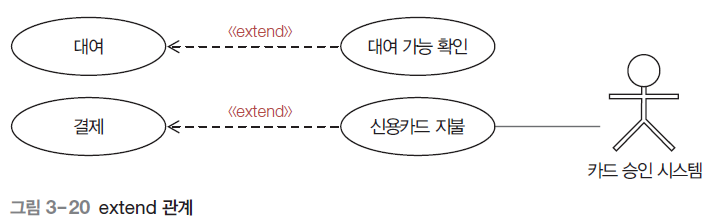 《extend》
대여
대여 가능 확인
《extend》
결제
신용카드 지불
카드 승인 시스템
그림 3-20 extend 관계